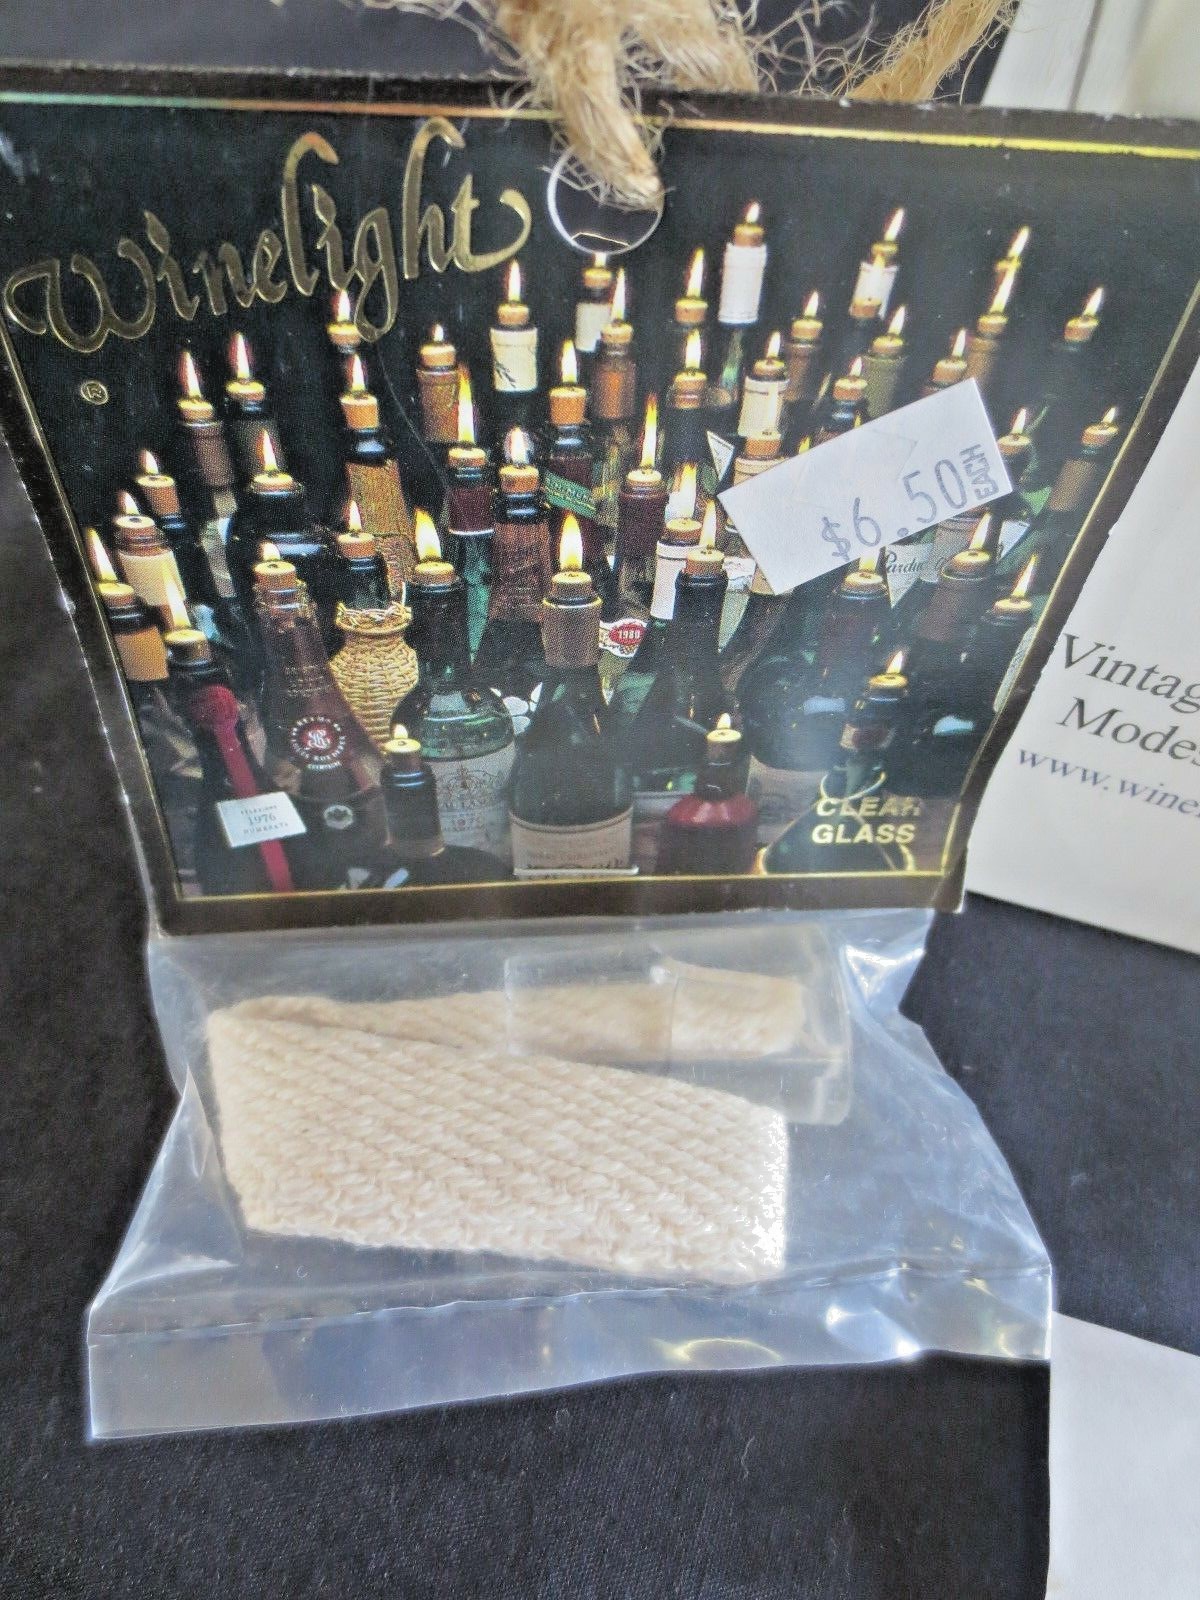 Winelight
®
$6.50 EACH
1980
1976
CLEAR
GLASS
Vintag
Modes
www.wine